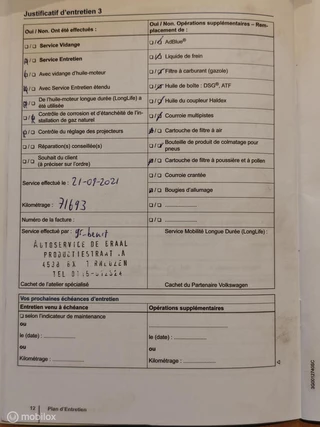 Justificatif d'entretien 3
Oui / Non. Ont été effectués :
Service Vidange
Service Entretien
Avec vidange d'huile-moteur
Avec Service Entretien étendu
De l'huile-moteur longue durée (LongLife) a été utilisée
Contrôle de corrosion et d'étanchéité de l'installation de gaz naturel
Contrôle du réglage des projecteurs
Réparation(s) conseillée(s)
Souhait du client
(à préciser sur l'ordre)
Service effectué le : 21-09-2021
Kilométrage : 71693
Numéro de la facture :
Service effectué par :
AUTOSERVICE DE ERAAL
PRODUCTIESTRAAT
TEL
Cachet de l'atelier spécialisé
Oui / Non. Opérations supplémentaires – Remplacement de :
AdBlue®
Liquide de frein
Filtre à carburant (gazole)
Huile de boîte : DSG®, ATF
Huile du coupleur Haldex
Courroie multipistes
Cartouche de filtre à air
Bouteille de produit de colmatage pour pneus
Cartouche de filtre à poussière et à pollen
Courroie crantée
Bougies d'allumage
Service Mobilité Longue Durée (LongLife) :
Cachet du Partenaire Volkswagen
Vos prochaines échéances d'entretien
Entretien venu à échéance
selon l'indicateur de maintenance
ou
le (date) :
ou
Kilométrage :
Opérations supplémentaires
le (date) :
ou
Kilométrage :
12 Plan d'Entretien
mobilox